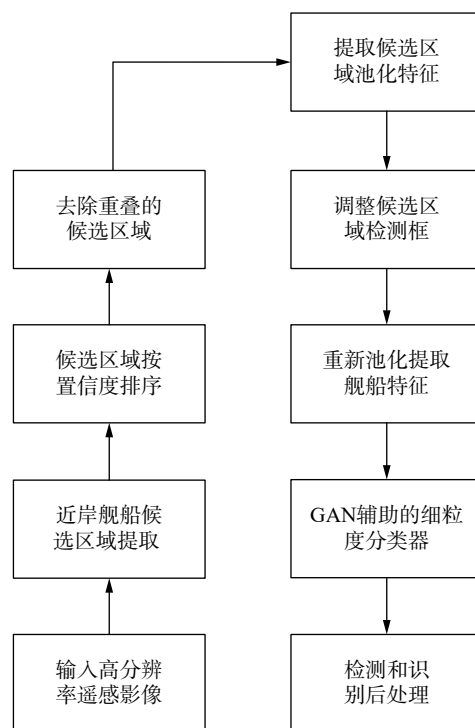 提取候选区
域池化特征
去除重叠的
候选区域
调整候选区
域检测框
候选区域按
置信度排序
重新池化提取
舰船特征
近岸舰船候
选区域提取
GAN辅助的细粒
度分类器
输入高分辨
率遥感影像
检测和识
别后处理